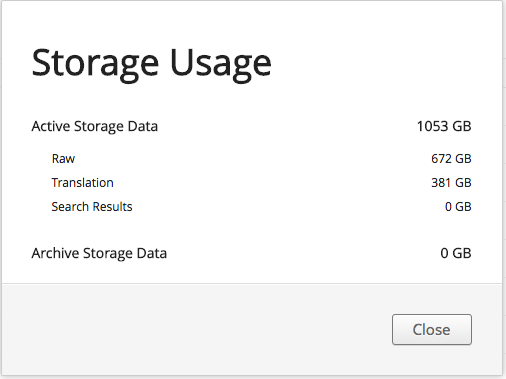 Storage Usage
Active Storage Data 1053 GB
Raw 672 GB
Translation 381 GB
Search Results 0 GB
Archive Storage Data 0 GB
Close